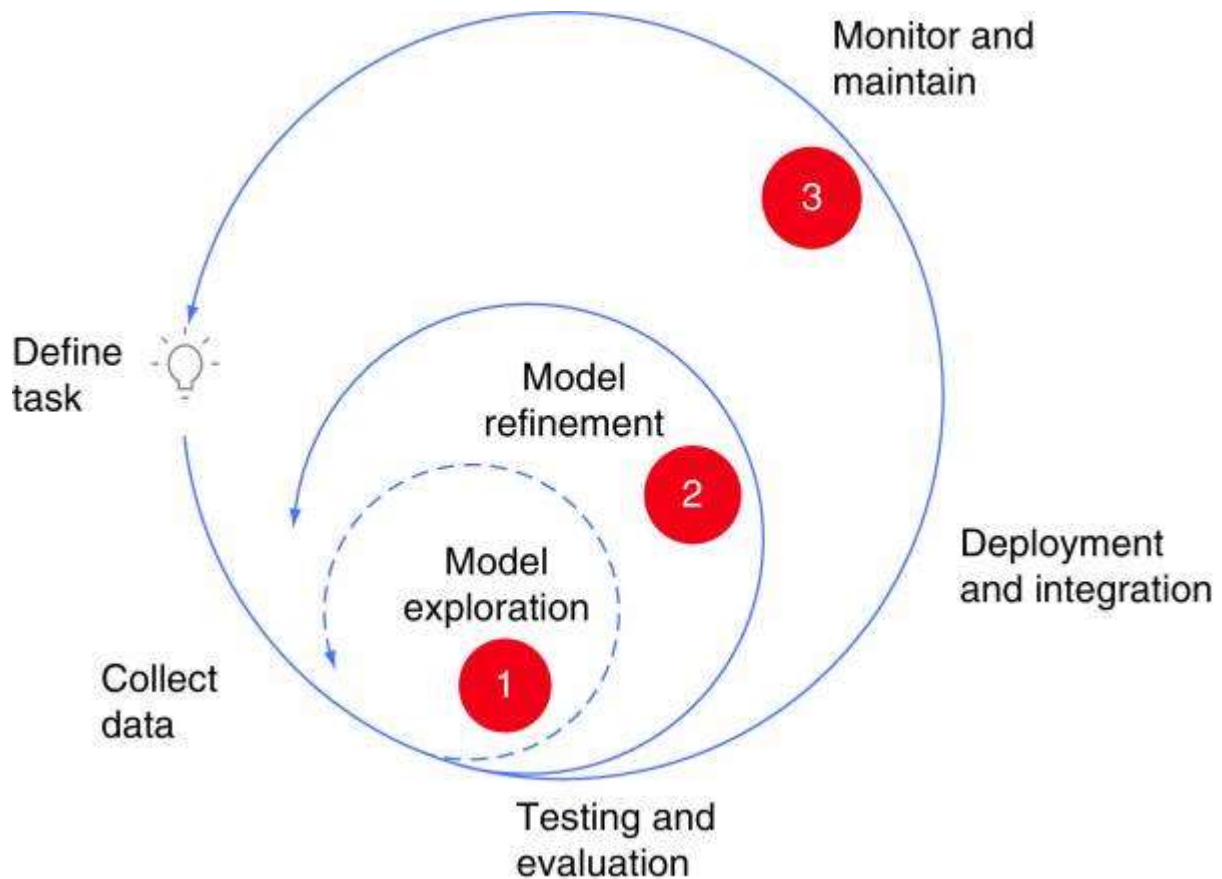 Monitor and
maintain
3
Define
task
Model
refinement
2
Model
exploration
1
Deployment
and integration
Collect
data
Testing and
evaluation